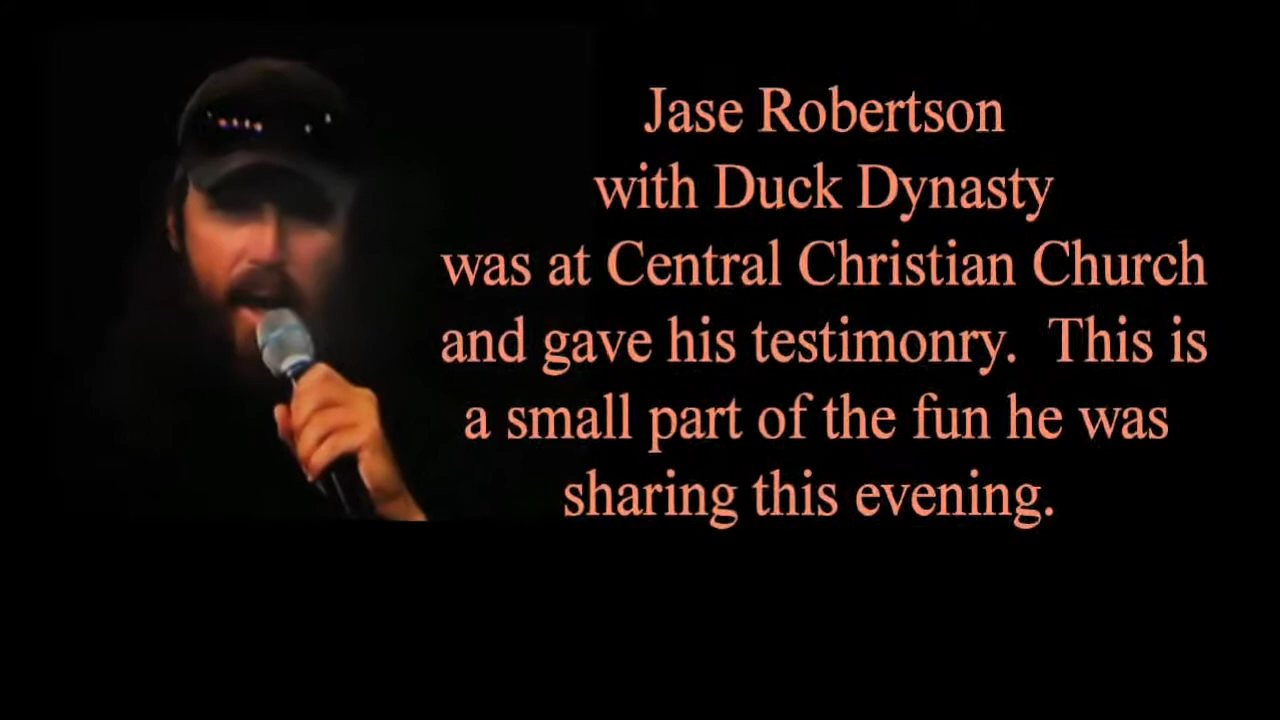 Jase Robertson
with Duck Dynasty
was at Central Christian Church
and gave his testimonry.  This is
a small part of the fun he was
sharing this evening.